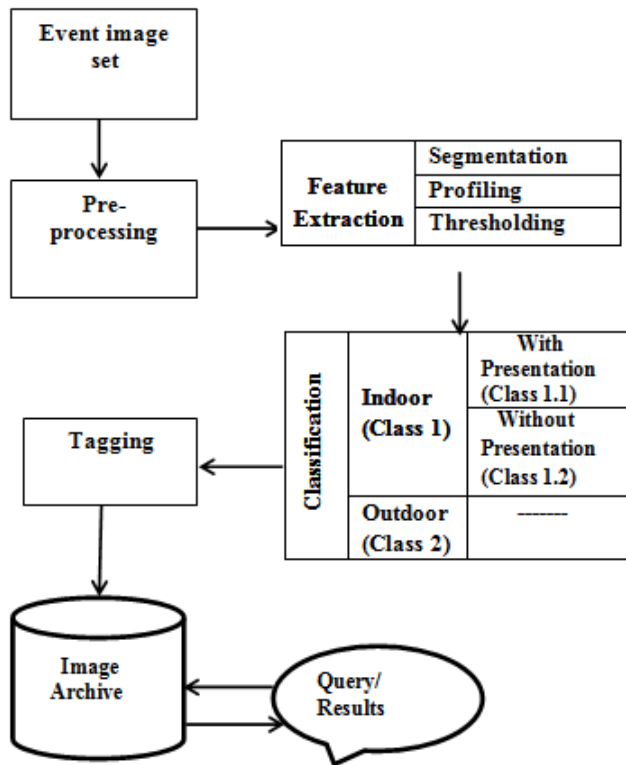 Event image
set
Pre-
processing
Feature
Extraction
Segmentation
Profiling
Thresholding
Classification
Indoor
(Class 1)
With
Presentation
(Class 1.1)
Without
Presentation
(Class 1.2)
Outdoor
(Class 2)
-------
Tagging
Image
Archive
Query/
Results